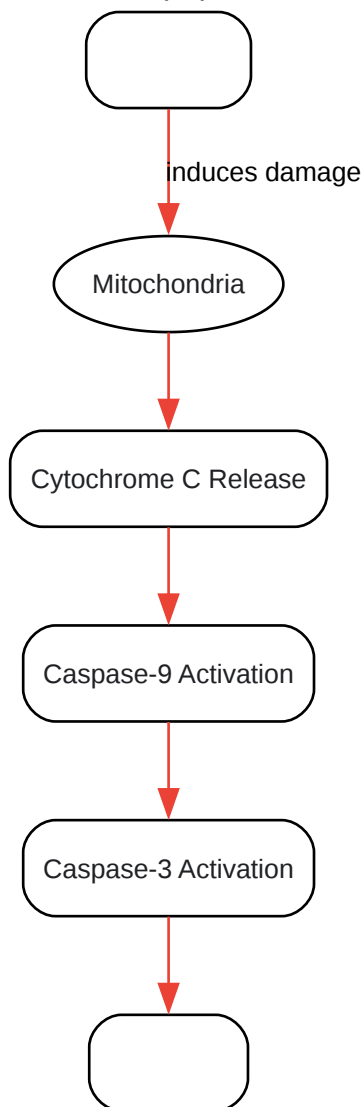 induces damage
Mitochondria
Cytochrome C Release
Caspase-9 Activation
Caspase-3 Activation